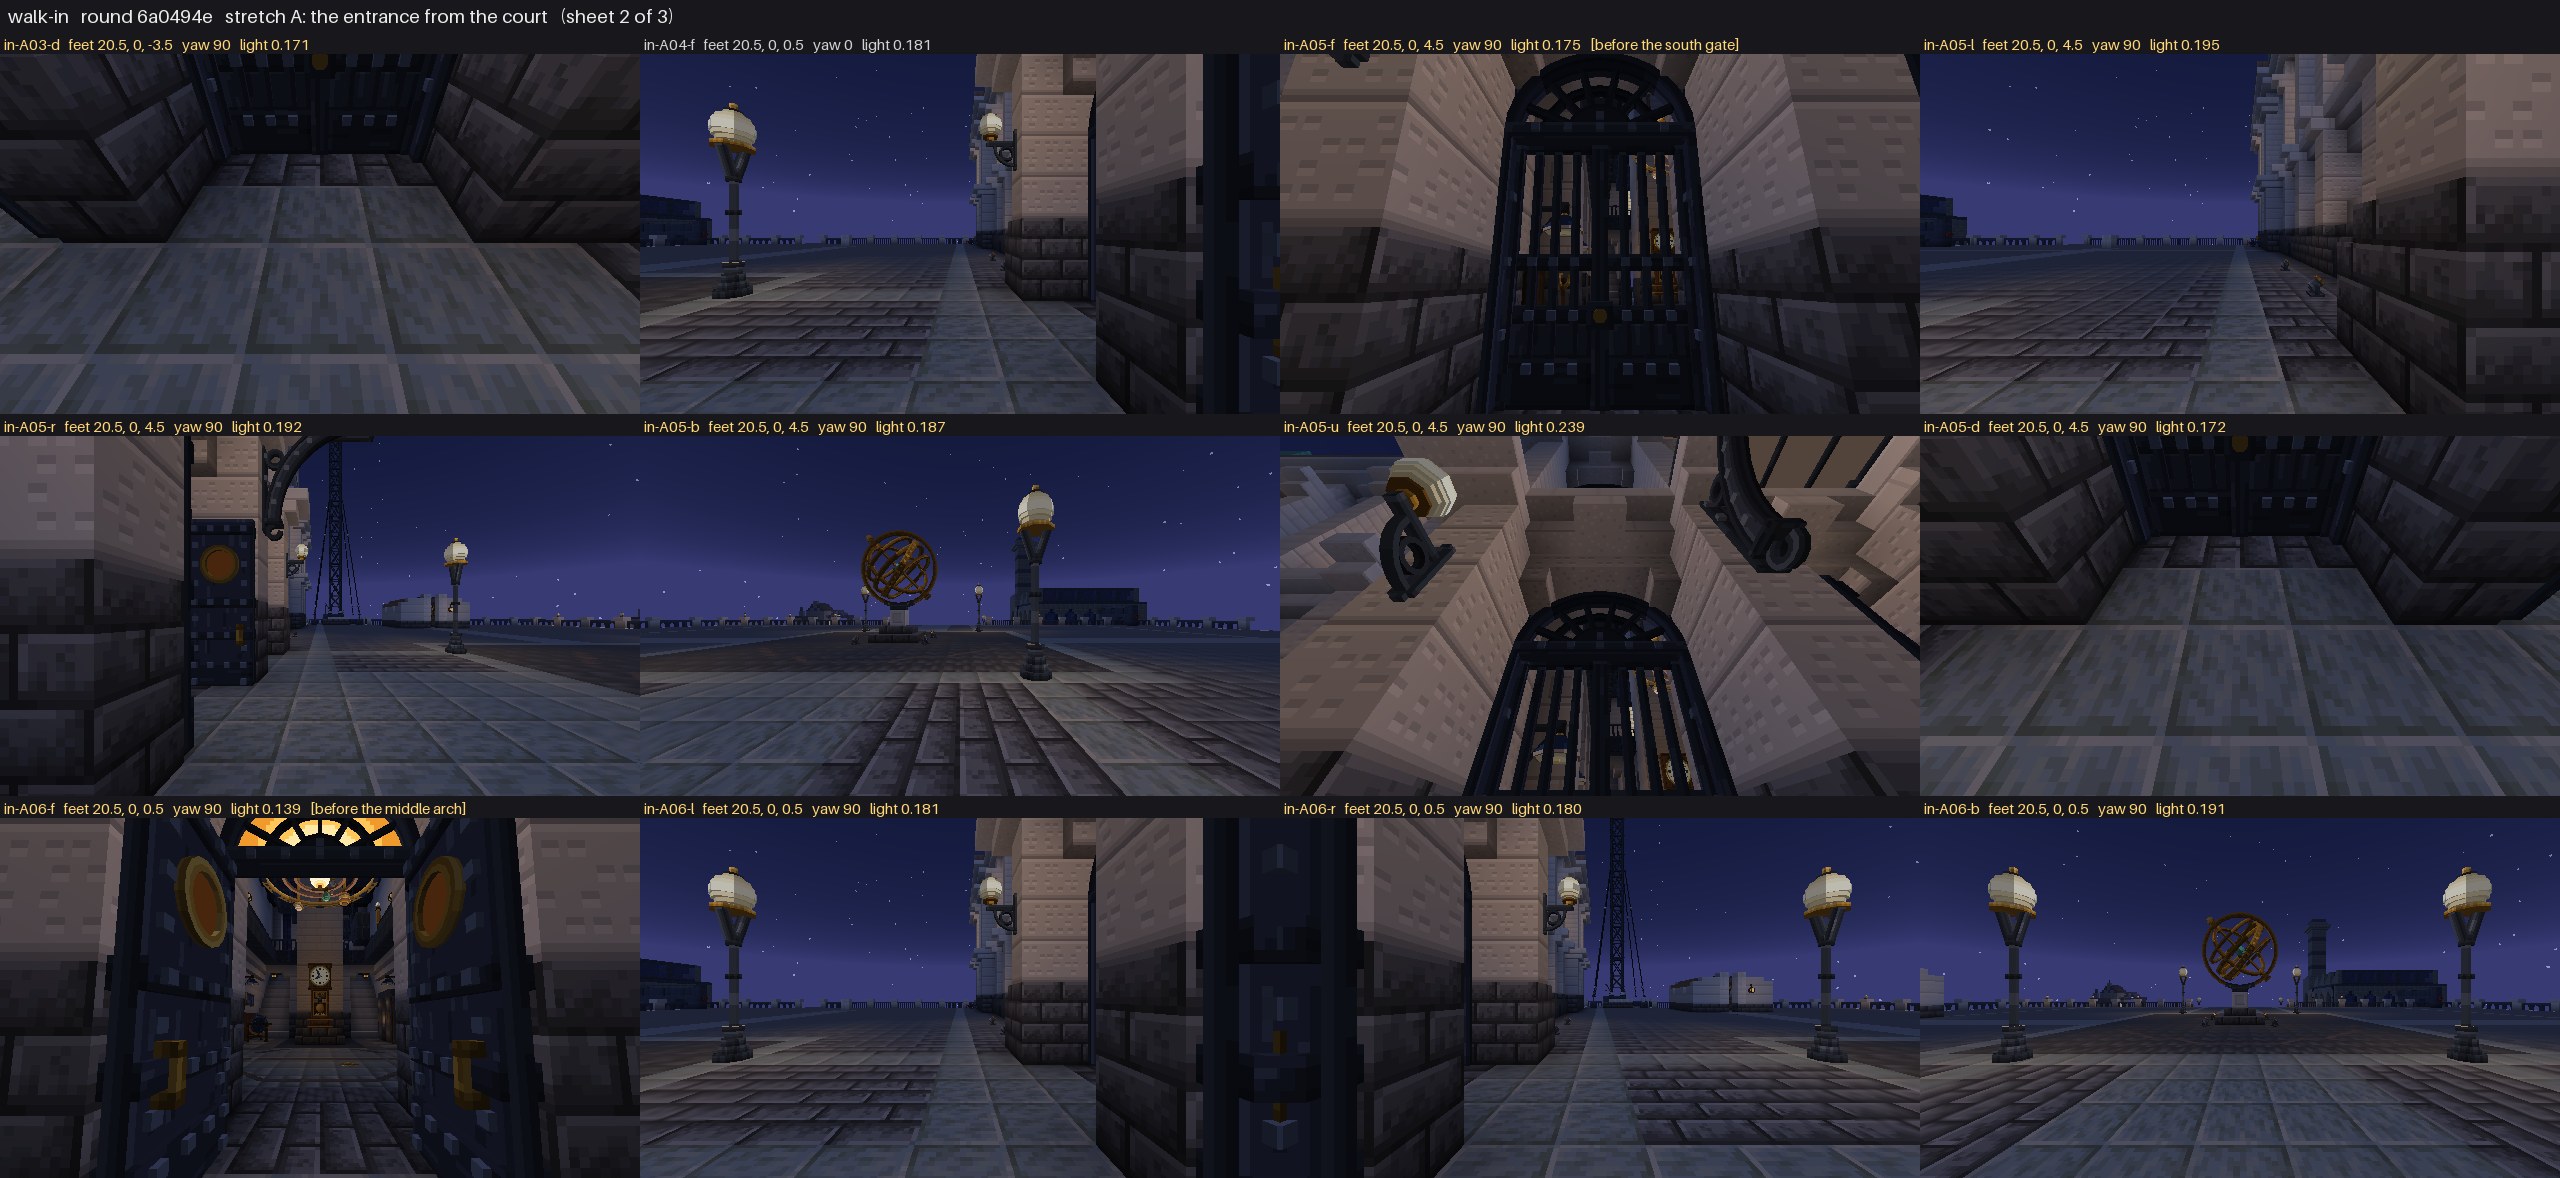 walk-in round 6a0494e stretch A: the entrance from the court (sheet 2 of 3)
in-A03-d feet 20.5, 0, -3.5 yaw 90 light 0.171
in-A04-f feet 20.5, 0, 0.5 yaw 0 light 0.181
in-A05-f feet 20.5, 0, 4.5 yaw 90 light 0.175 [before the south gate]
in-A05-l feet 20.5, 0, 4.5 yaw 90 light 0.195
in-A05-r feet 20.5, 0, 4.5 yaw 90 light 0.192
in-A05-b feet 20.5, 0, 4.5 yaw 90 light 0.187
in-A05-u feet 20.5, 0, 4.5 yaw 90 light 0.239
in-A05-d feet 20.5, 0, 4.5 yaw 90 light 0.172
in-A06-f feet 20.5, 0, 0.5 yaw 90 light 0.139 [before the middle arch]
in-A06-l feet 20.5, 0, 0.5 yaw 90 light 0.181
in-A06-r feet 20.5, 0, 0.5 yaw 90 light 0.180
in-A06-b feet 20.5, 0, 0.5 yaw 90 light 0.191